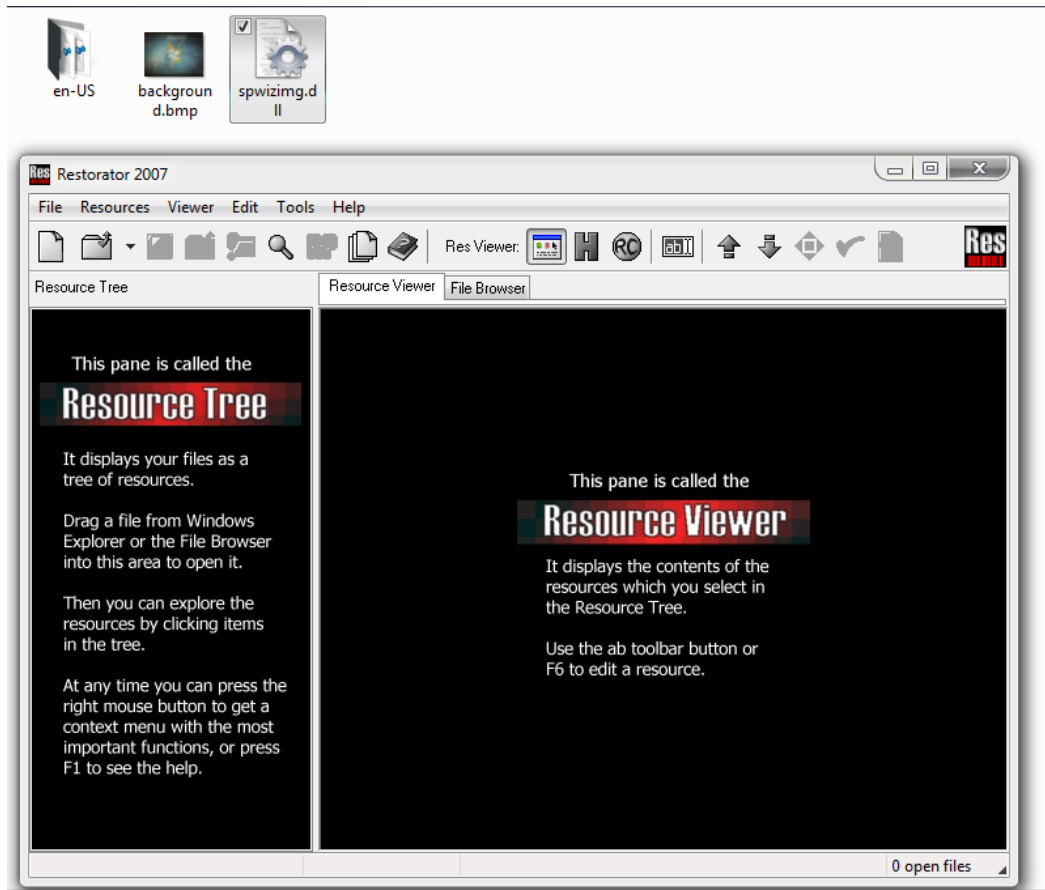 en-US
backgroun
d.bmp
spwizimg.d
ll
Res
Restorator 2007
File Resources Viewer Edit Tools Help
Res Viewer:
H
RC
ab
Res
Resource Tree
Resource Viewer
File Browser
This pane is called the
Resource Tree
It displays your files as a
tree of resources.
Drag a file from Windows
Explorer or the File Browser
into this area to open it.
Then you can explore the
resources by clicking items
in the tree.
At any time you can press the
right mouse button to get a
context menu with the most
important functions, or press
F1 to see the help.
This pane is called the
Resource Viewer
It displays the contents of the
resources which you select in
the Resource Tree.
Use the ab toolbar button or
F6 to edit a resource.
0 open files